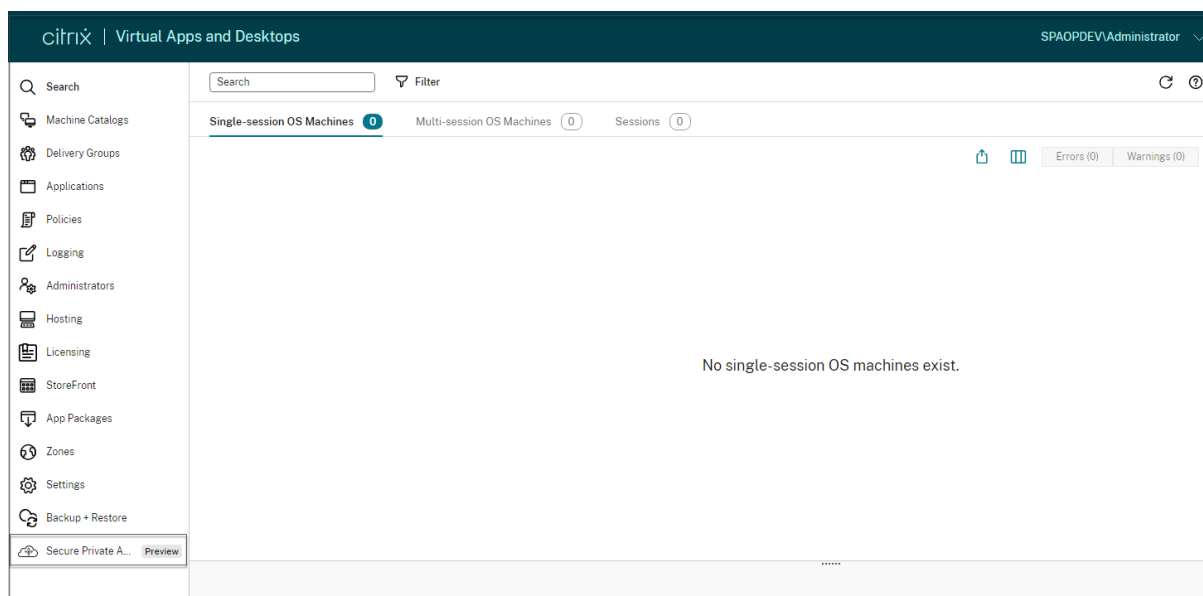 citrix | Virtual Apps and Desktops
SPAOPDEV\Administrator
Search
Machine Catalogs
Delivery Groups
Applications
Policies
Logging
Administrators
Hosting
Licensing
StoreFront
App Packages
Zones
Settings
Backup + Restore
Secure Private A... Preview
Search Filter
Single-session OS Machines 0 Multi-session OS Machines 0 Sessions 0
Errors (0) Warnings (0)
No single-session OS machines exist.